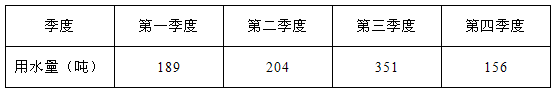 季度 第一季度 第二季度 第三季度 第四季度
用水量（吨） 189 204 351 156